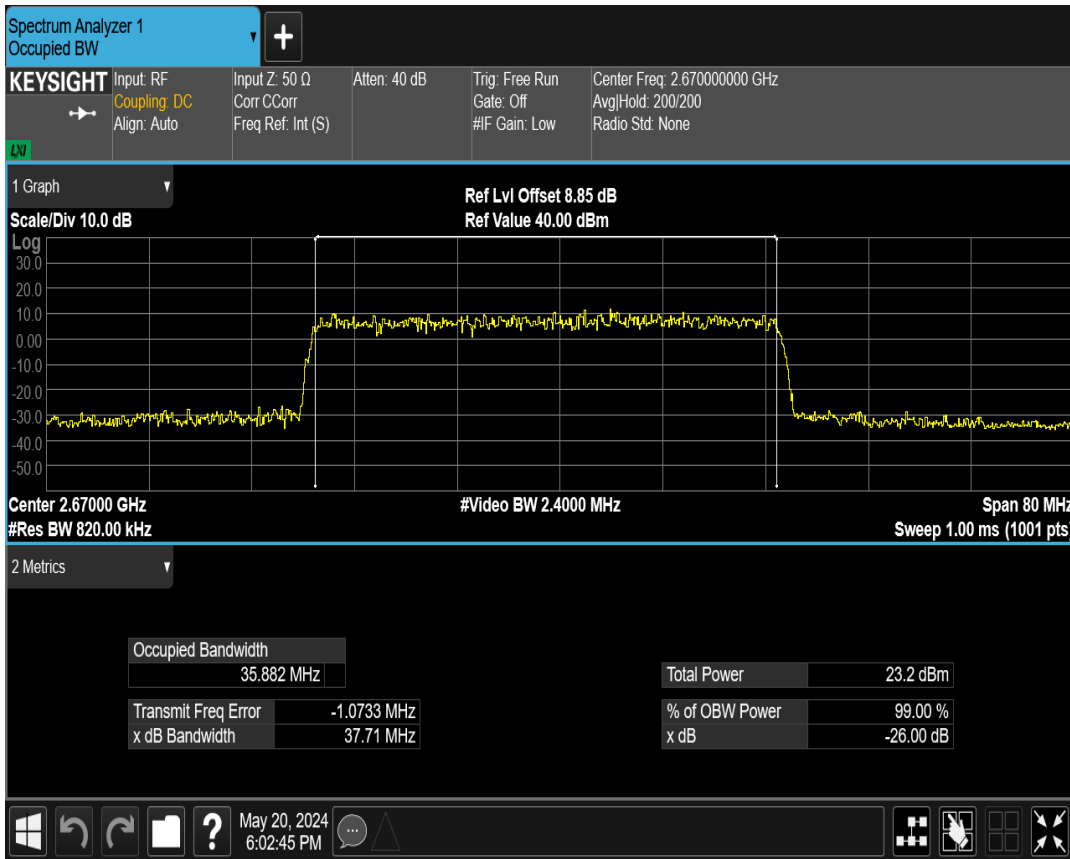 Spectrum Analyzer 1
Occupied BW
KEYSIGHT
LXI
Input: RF
Coupling: DC
Align: Auto
Input Z: 50 Ω
Corr CCorr
Freq Ref: Int (S)
Atten: 40 dB
Trig: Free Run
Gate: Off
#IF Gain: Low
Center Freq: 2.670000000 GHz
Avg|Hold: 200/200
Radio Std: None
1 Graph
Ref Lvl Offset 8.85 dB
Scale/Div 10.0 dB
Ref Value 40.00 dBm
Log
30.0
20.0
10.0
0.00
-10.0
-20.0
-30.0
-40.0
-50.0
Center 2.67000 GHz
#Video BW 2.4000 MHz
Span 80 MHz
#Res BW 820.00 kHz
Sweep 1.00 ms (1001 pts)
2 Metrics
Occupied Bandwidth
35.882 MHz
Total Power 23.2 dBm
Transmit Freq Error -1.0733 MHz
% of OBW Power 99.00 %
x dB Bandwidth 37.71 MHz
x dB -26.00 dB
May 20, 2024
6:02:45 PM